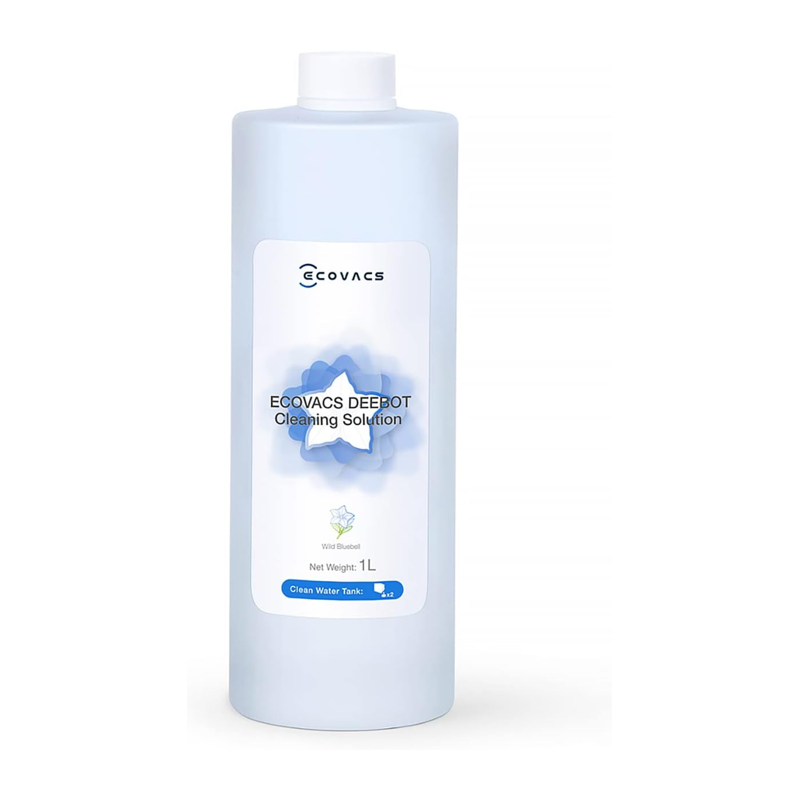 ECOVACS
ECOVACS DEEBOT
Cleaning Solution
Wild Bluebell
Net Weight: 1L
Clean Water Tank: x2